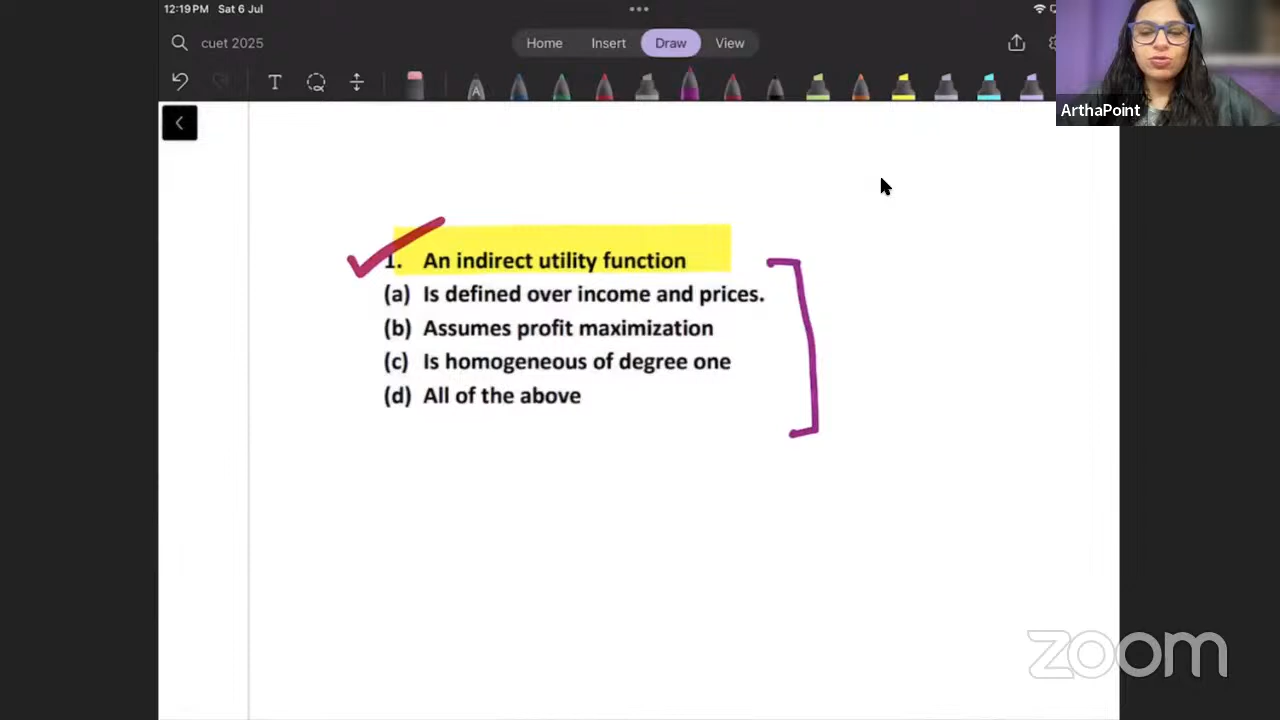 12:19 PM Sat 6 Jul
cuet 2025
Home Insert Draw View
T
A
ArthaPoint
1. An indirect utility function
(a) Is defined over income and prices.
(b) Assumes profit maximization
(c) Is homogeneous of degree one
(d) All of the above
zoom